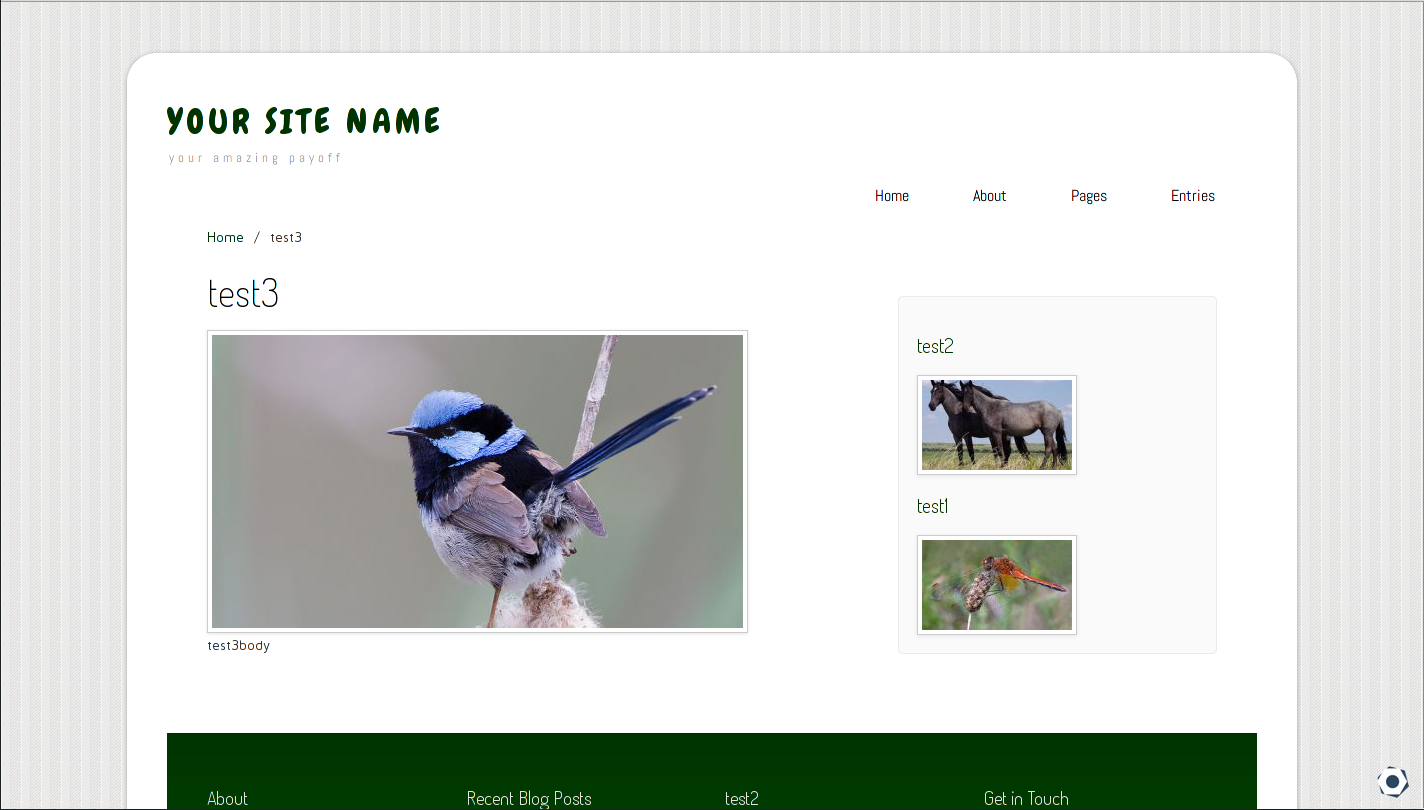 YOUR SITE NAME
your amazing payoff
Home About Pages Entries
Home / test3
test3
test3body
test2
test1
About Recent Blog Posts test2 Get in Touch